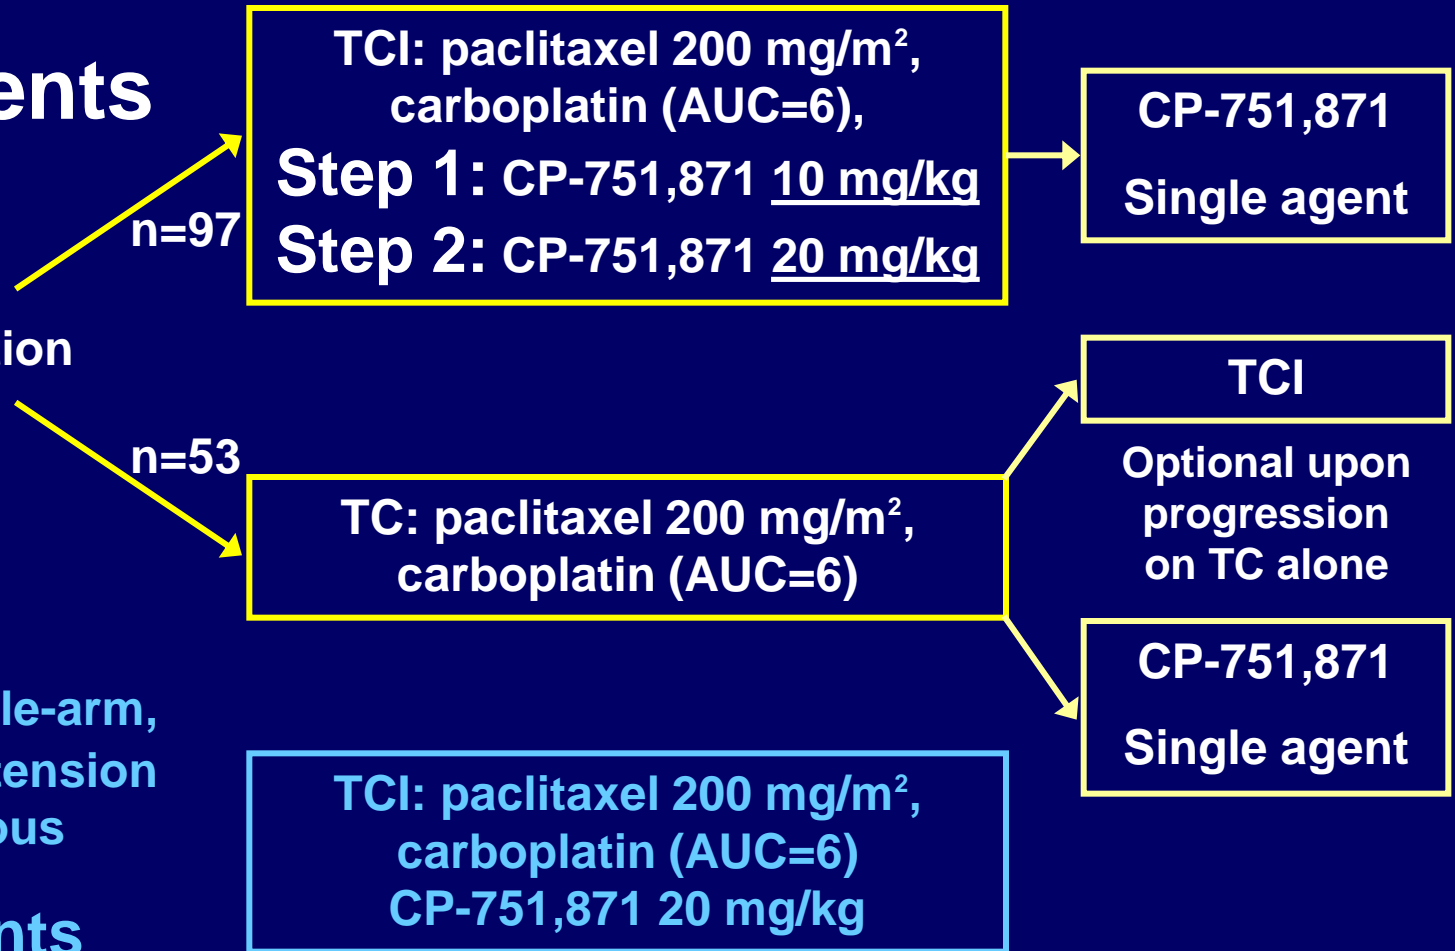 ents
n=97
TCI: paclitaxel 200 mg/m²,
carboplatin (AUC=6),
Step 1: CP-751,871 10 mg/kg
Step 2: CP-751,871 20 mg/kg
CP-751,871
Single agent
ion
n=53
TC: paclitaxel 200 mg/m²,
carboplatin (AUC=6)
TCI
Optional upon
progression
on TC alone
CP-751,871
Single agent
le-arm,
tension
ous
nts
TCI: paclitaxel 200 mg/m²,
carboplatin (AUC=6)
CP-751,871 20 mg/kg